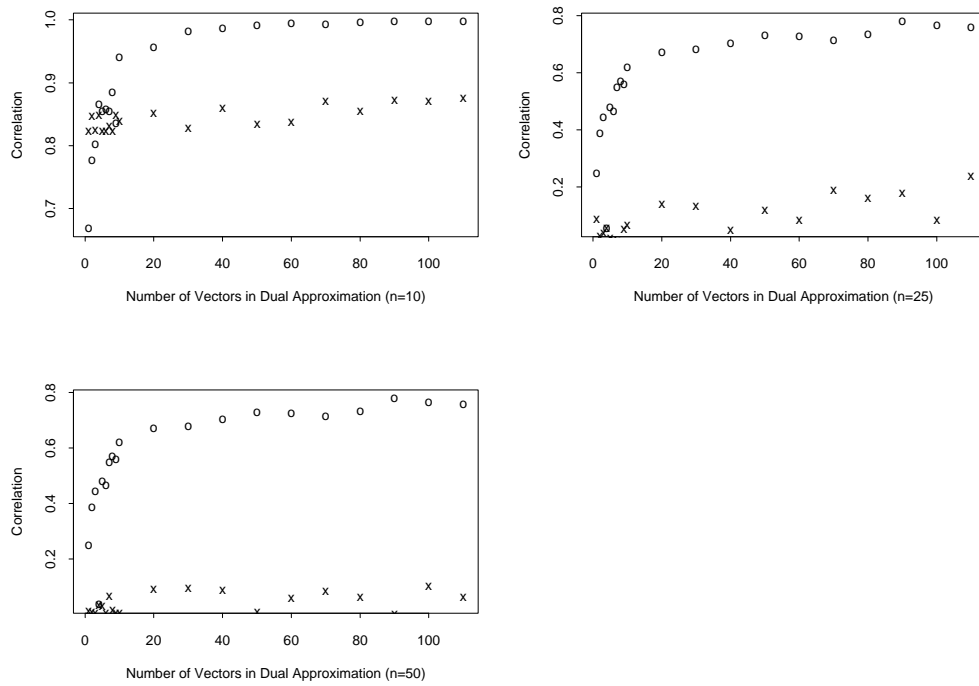 Correlation
1.0
0.9
0.8
0.7
0 20 40 60 80 100
Number of Vectors in Dual Approximation (n=10)
Correlation
0.8
0.6
0.4
0.2
0 20 40 60 80 100
Number of Vectors in Dual Approximation (n=25)
Correlation
0.8
0.6
0.4
0.2
0 20 40 60 80 100
Number of Vectors in Dual Approximation (n=50)